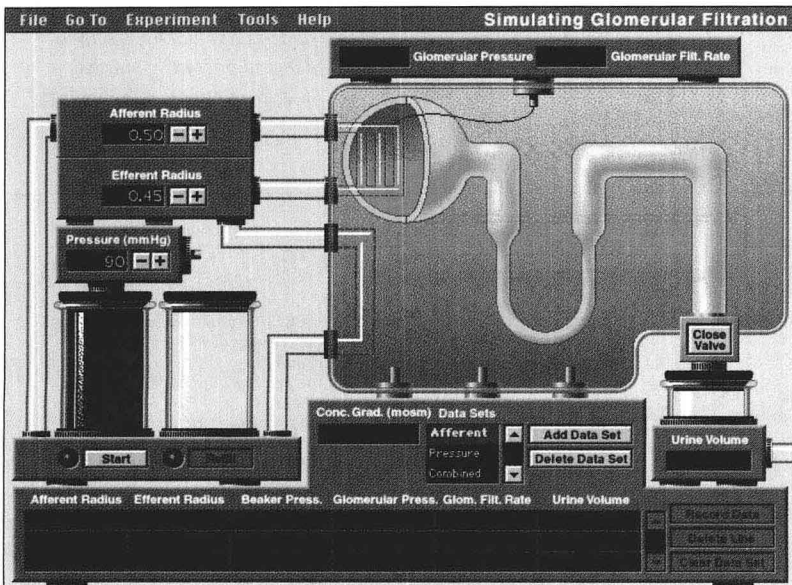 File Go To Experiment Tools Help Simulating Glomerular Filtration
Glomerular Pressure Glomerular Filt. Rate
Afferent Radius
0.50 − +
Efferent Radius
0.45 − +
Pressure (mmHg)
90 − +
Close
Valve
Conc. Grad. (mosm) Data Sets
Afferent
Pressure
Combined
Add Data Set
Delete Data Set
Urine Volume
Start Refill
Afferent Radius Efferent Radius Beaker Press. Glomerular Press. Glom. Filt. Rate Urine Volume
Record Data
Delete Line
Clear Data Set